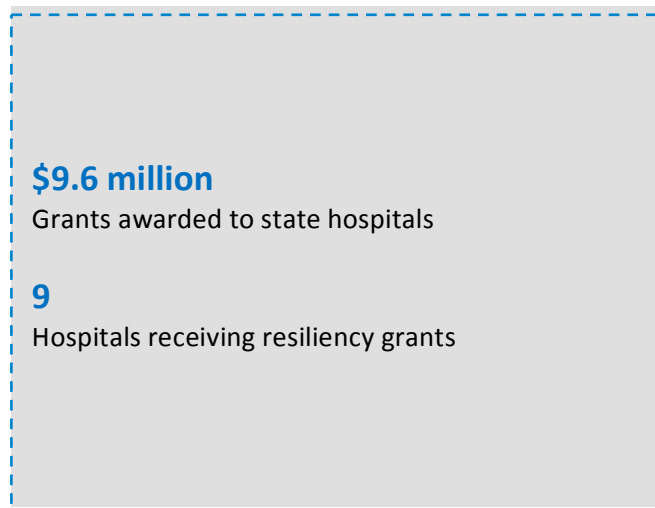 $9.6 million
Grants awarded to state hospitals
9
Hospitals receiving resiliency grants